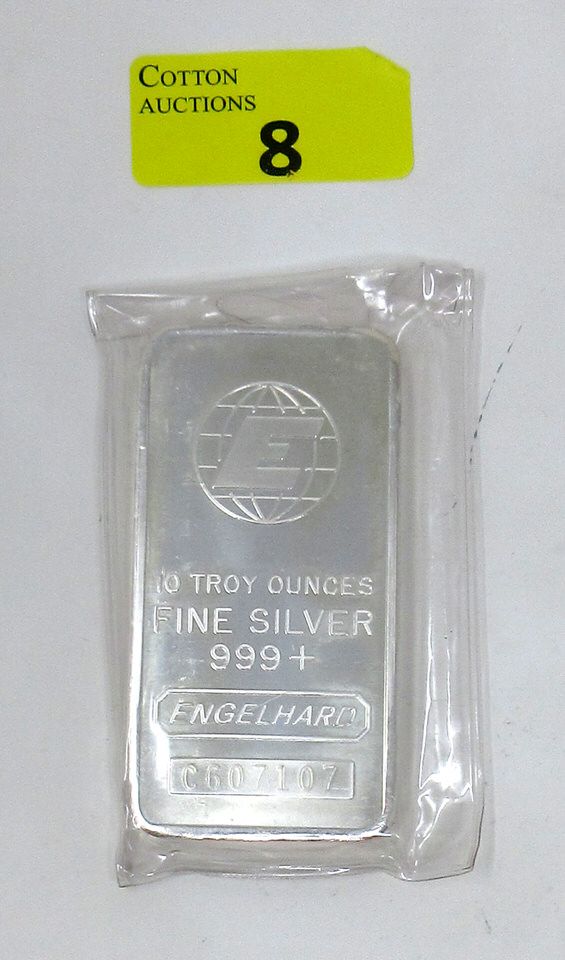 COTTON
AUCTIONS
8
E
10 TROY OUNCES
FINE SILVER
999+
ENGELHARD
C607107